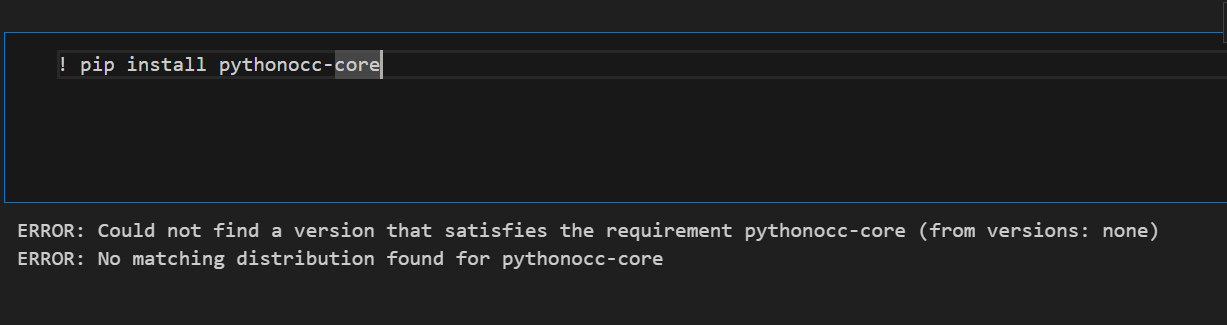 ! pip install pythonocc-core
ERROR: Could not find a version that satisfies the requirement pythonocc-core (from versions: none)
ERROR: No matching distribution found for pythonocc-core